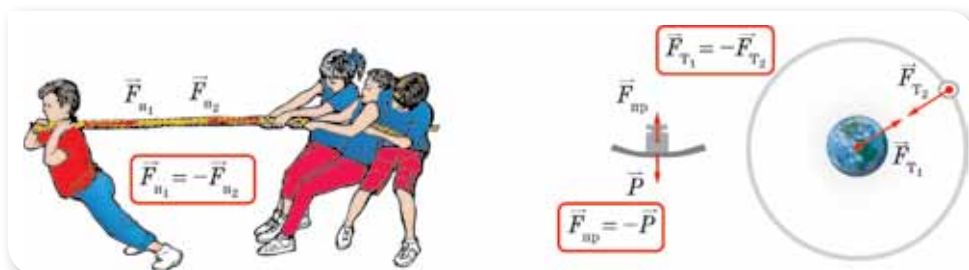 F⃗н₁ F⃗н₂
F⃗н₁ = −F⃗н₂
F⃗т₁ = −F⃗т₂
F⃗пр
P⃗
F⃗пр = −P⃗
F⃗т₂
F⃗т₁